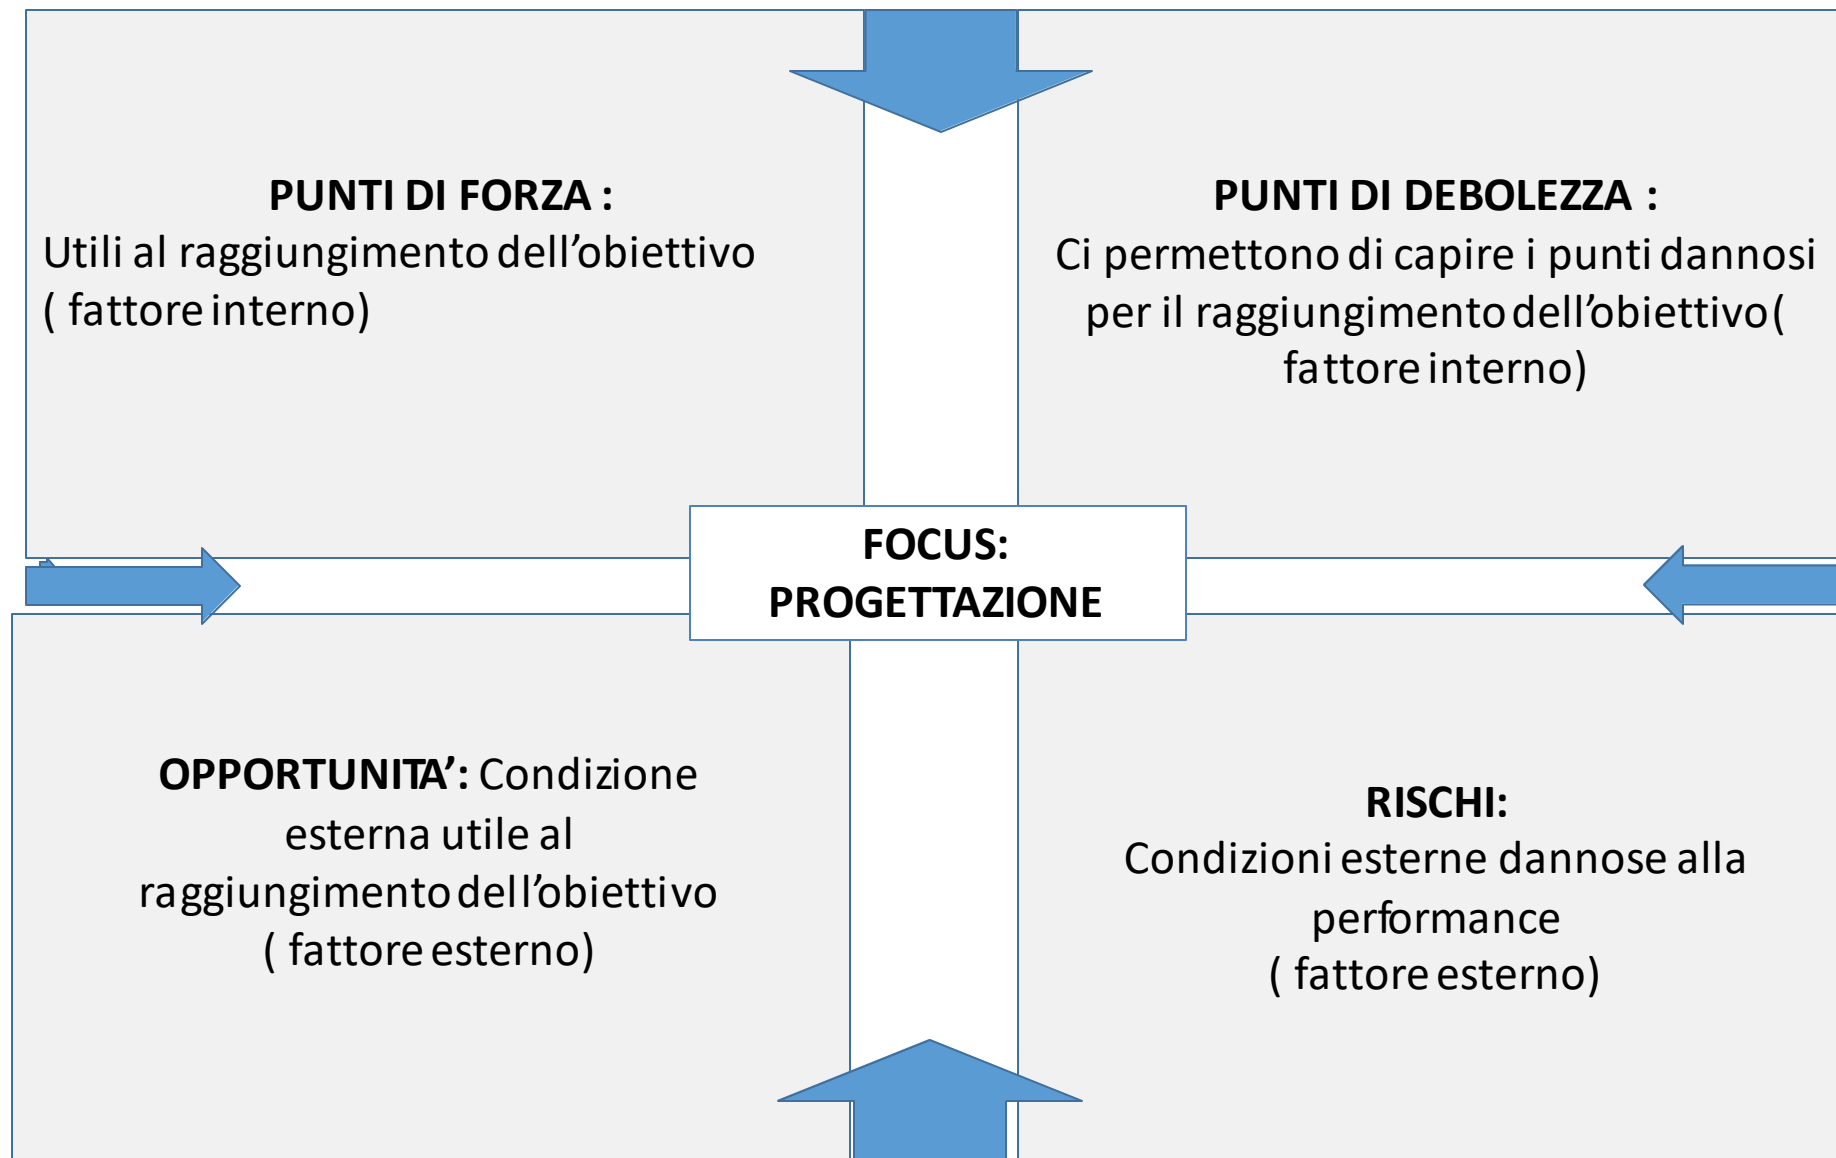 PUNTI DI FORZA :
Utili al raggiungimento dell’obiettivo
( fattore interno)
PUNTI DI DEBOLEZZA :
Ci permettono di capire i punti dannosi
per il raggiungimento dell’obiettivo(
fattore interno)
FOCUS:
PROGETTAZIONE
OPPORTUNITA’: Condizione
esterna utile al
raggiungimento dell’obiettivo
( fattore esterno)
RISCHI:
Condizioni esterne dannose alla
performance
( fattore esterno)